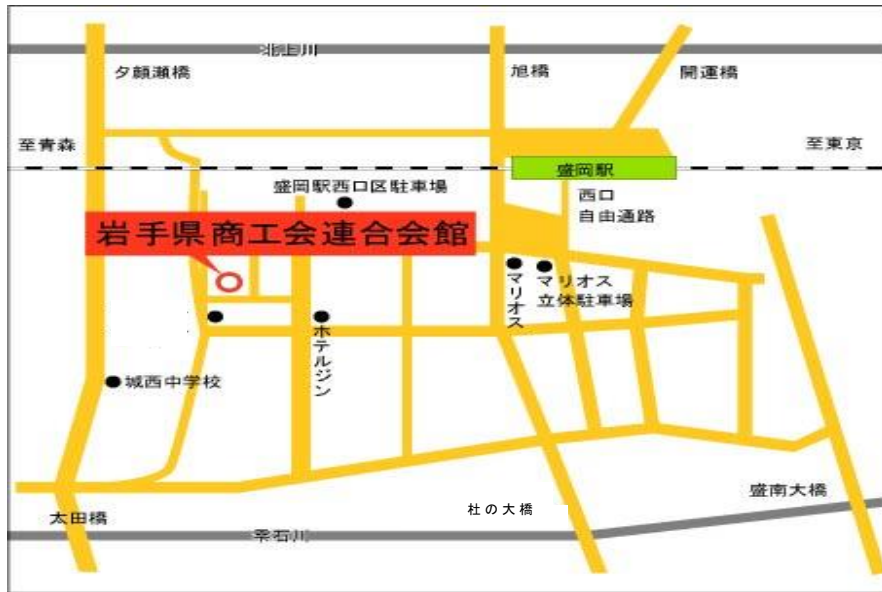 北上川
夕顔瀬橋
旭橋
開運橋
至青森
至東京
盛岡駅
盛岡駅西口区駐車場
西口
自由通路
岩手県商工会連合会館
マリオス
マリオス
立体駐車場
ホテルジン
城西中学校
盛南大橋
杜の大橋
太田橋
雫石川